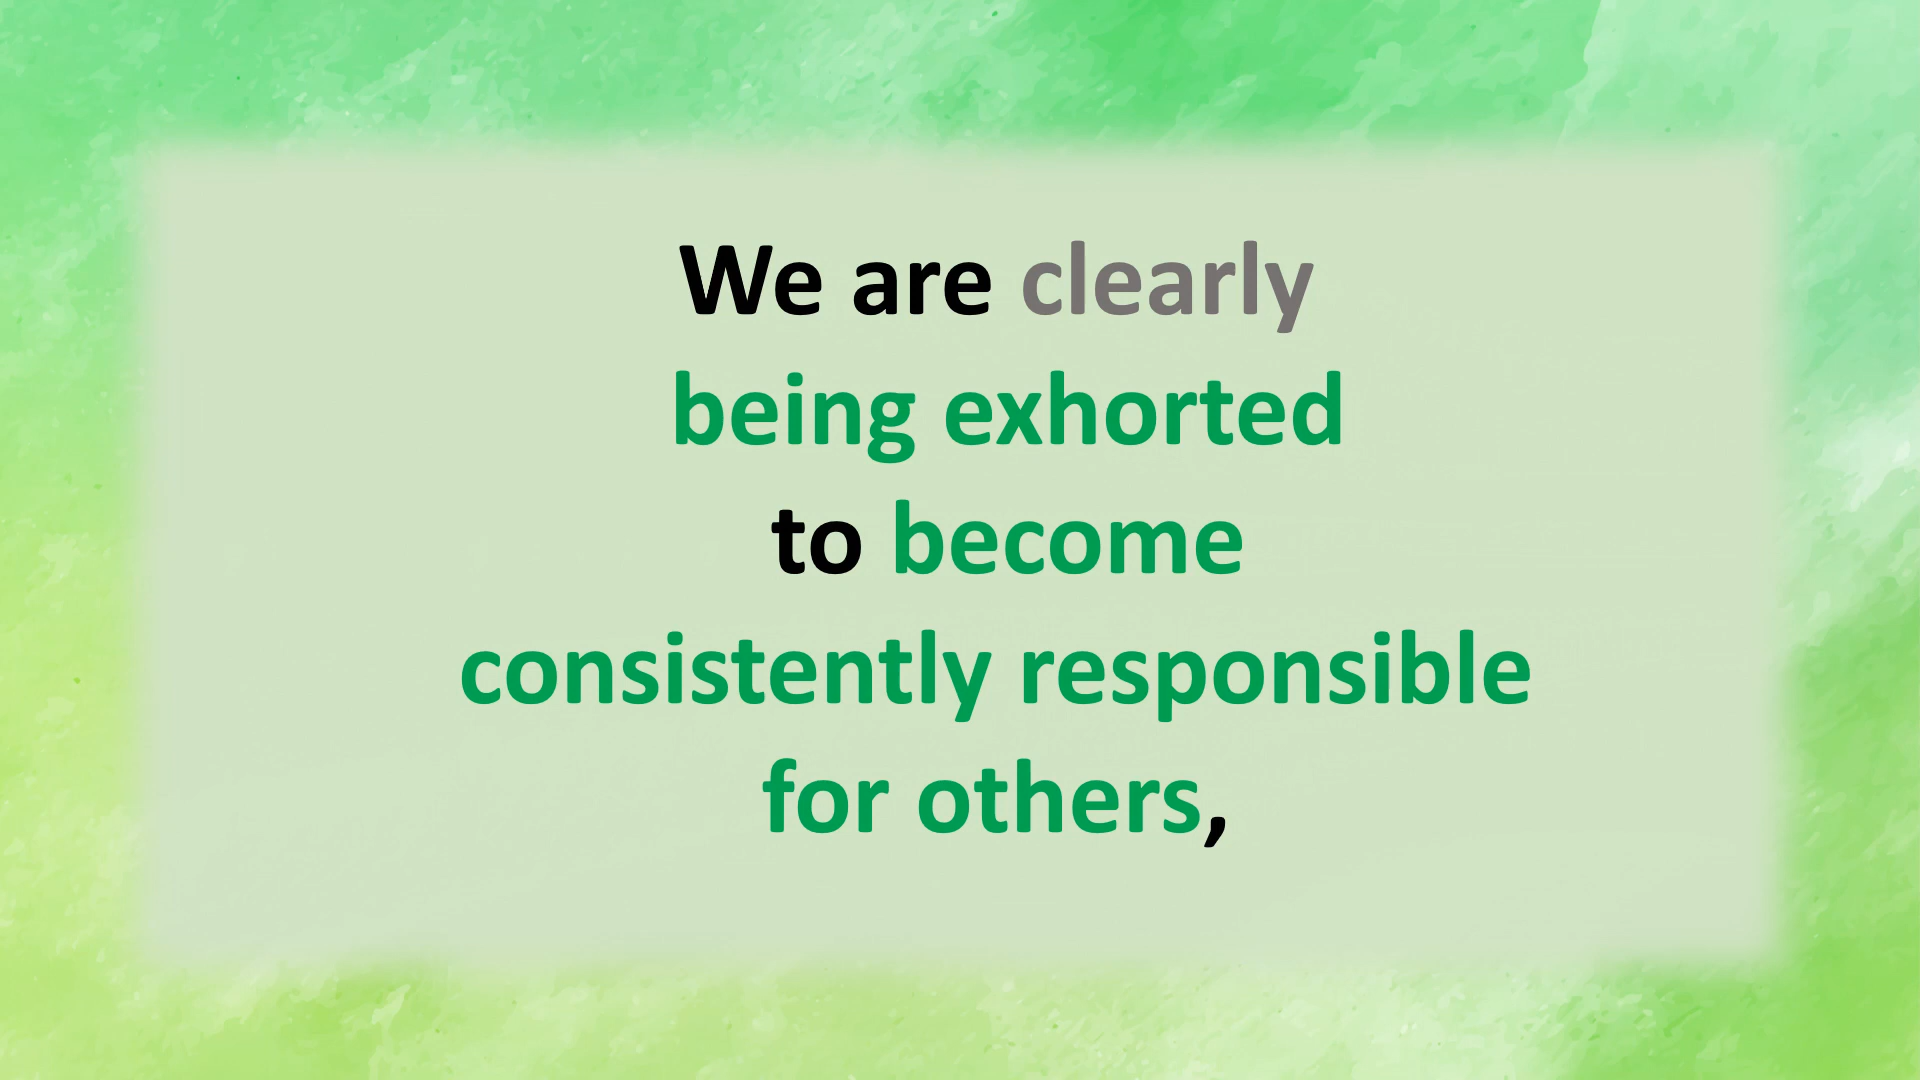 We are clearly
being exhorted
to become
consistently responsible
for others,